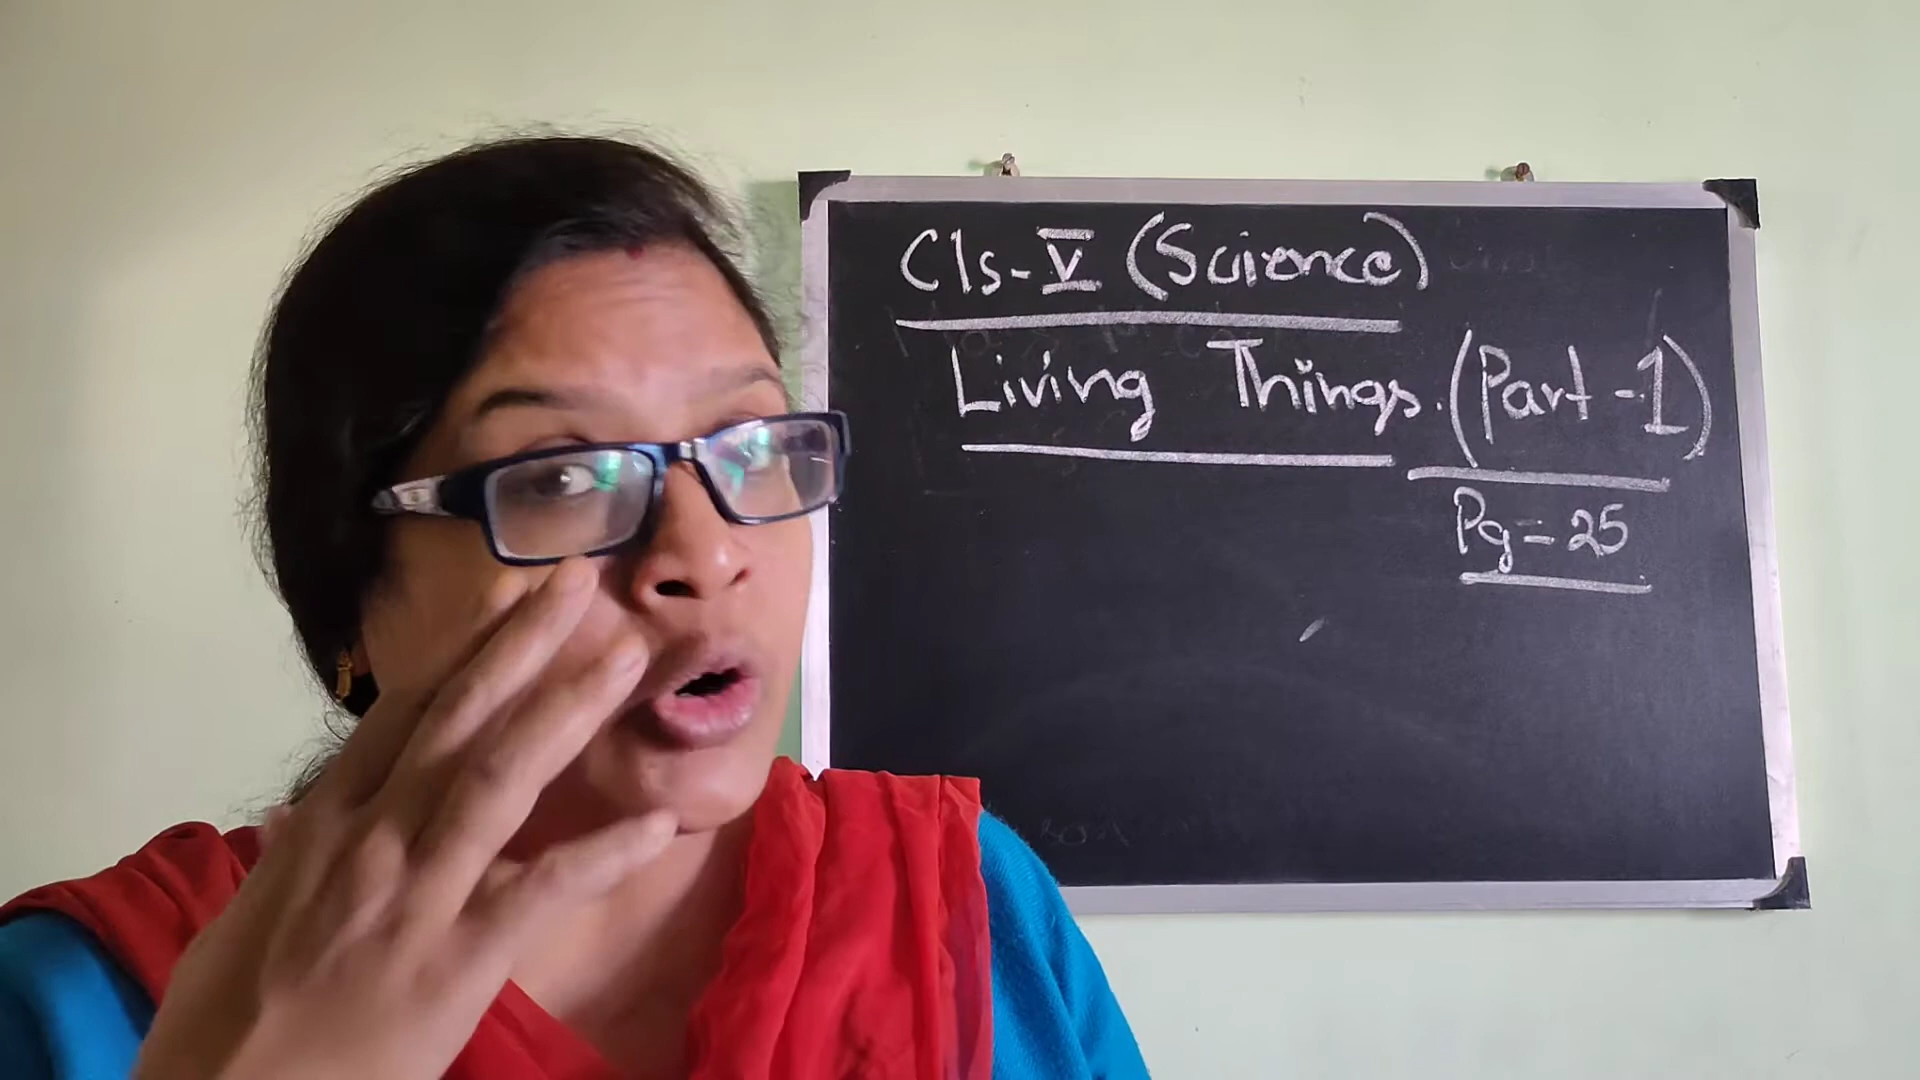 Cls-V (Science)
Living Things. (Part-1)
Pg = 25